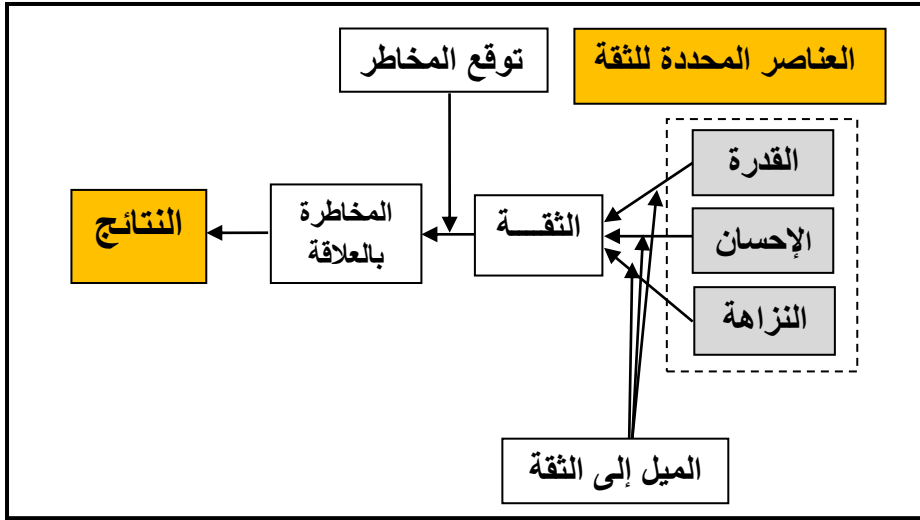 العناصر المحددة للثقة
توقع المخاطر
القدرة
الإحسان
النزاهة
الثقـــة
المخاطرة
بالعلاقة
النتائج
الميل إلى الثقة